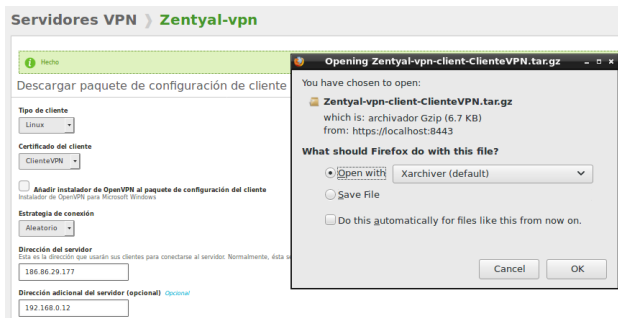 Servidores VPN ⟩ Zentyal-vpn
Hecho
Descargar paquete de configuración de cliente
Tipo de cliente
Linux
Certificado del cliente
ClienteVPN
Añadir instalador de OpenVPN al paquete de configuración del cliente
Instalador de OpenVPN para Microsoft Windows
Estrategia de conexión
Aleatorio
Dirección del servidor
Esta es la dirección que usarán sus clientes para conectarse al servidor. Normalmente, ésta s
186.86.29.177
Dirección adicional del servidor (opcional) Opcional
192.168.0.12
Opening Zentyal-vpn-client-ClienteVPN.tar.gz
You have chosen to open:
Zentyal-vpn-client-ClienteVPN.tar.gz
which is: archivador Gzip (6.7 KB)
from: https://localhost:8443
What should Firefox do with this file?
Open with Xarchiver (default)
Save File
Do this automatically for files like this from now on.
Cancel OK